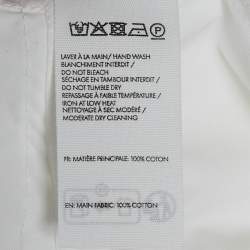 LAVER À LA MAIN/ HAND WASH
BLANCHIMENT INTERDIT /
DO NOT BLEACH
SÉCHAGE EN TAMBOUR INTERDIT /
DO NOT TUMBLE DRY
REPASSAGE À FAIBLE TEMPÉRATURE /
IRON AT LOW HEAT
NETTOYAGE À SEC MODÉRÉ /
MODERATE DRY CLEANING
FR: MATIÈRE PRINCIPALE: 100% COTON
EN: MAIN FABRIC: 100% COTTON